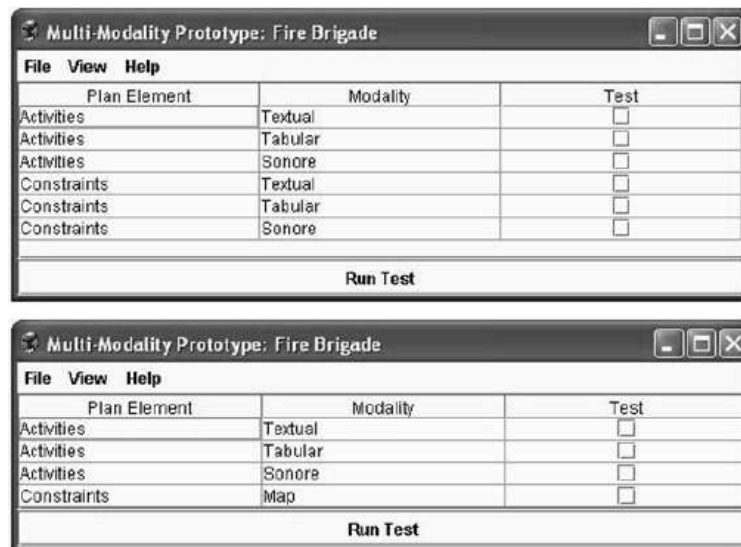 Multi-Modality Prototype: Fire Brigade
File View Help
Plan Element Modality Test
Activities Textual
Activities Tabular
Activities Sonore
Constraints Textual
Constraints Tabular
Constraints Sonore
Run Test
Multi-Modality Prototype: Fire Brigade
File View Help
Plan Element Modality Test
Activities Textual
Activities Tabular
Activities Sonore
Constraints Map
Run Test